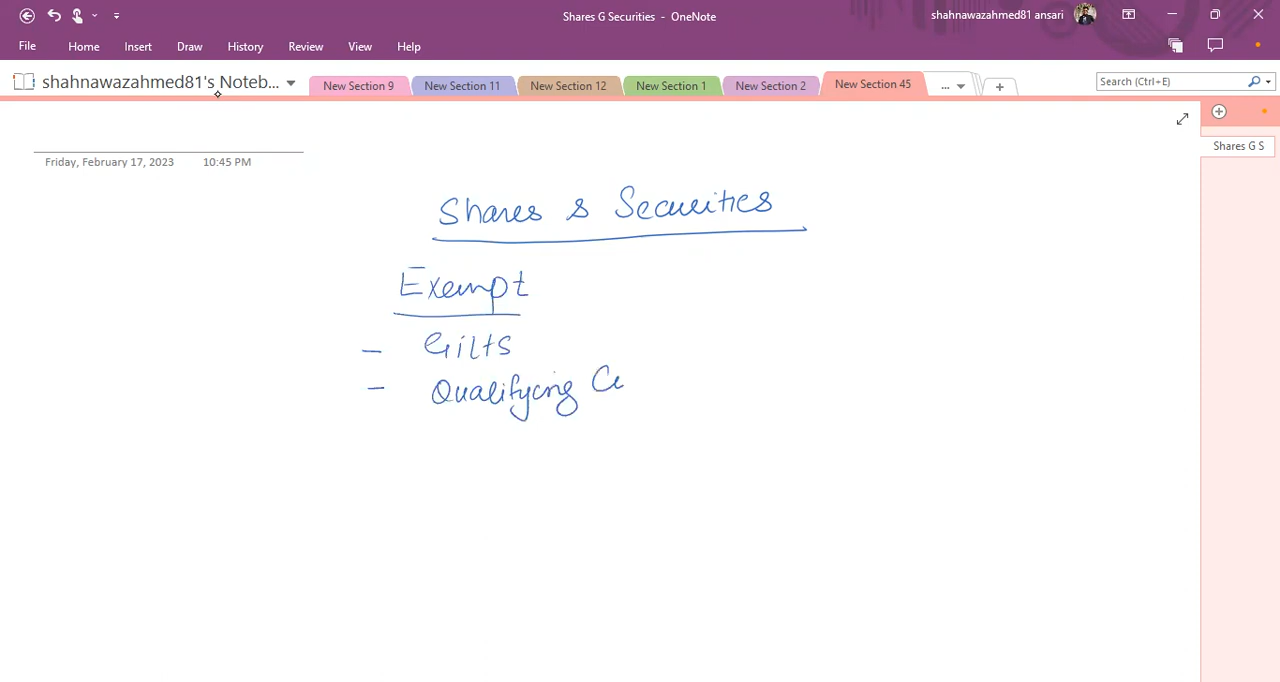 Shares G Securities - OneNote
shahnawazahmed81 ansari
File Home Insert Draw History Review View Help
shahnawazahmed81's Noteb...
New Section 9
New Section 11
New Section 12
New Section 1
New Section 2
New Section 45
...
Search (Ctrl+E)
Shares G S
Friday, February 17, 2023 10:45 PM
Shares & Securities
Exempt
- Gilts
- Qualifying